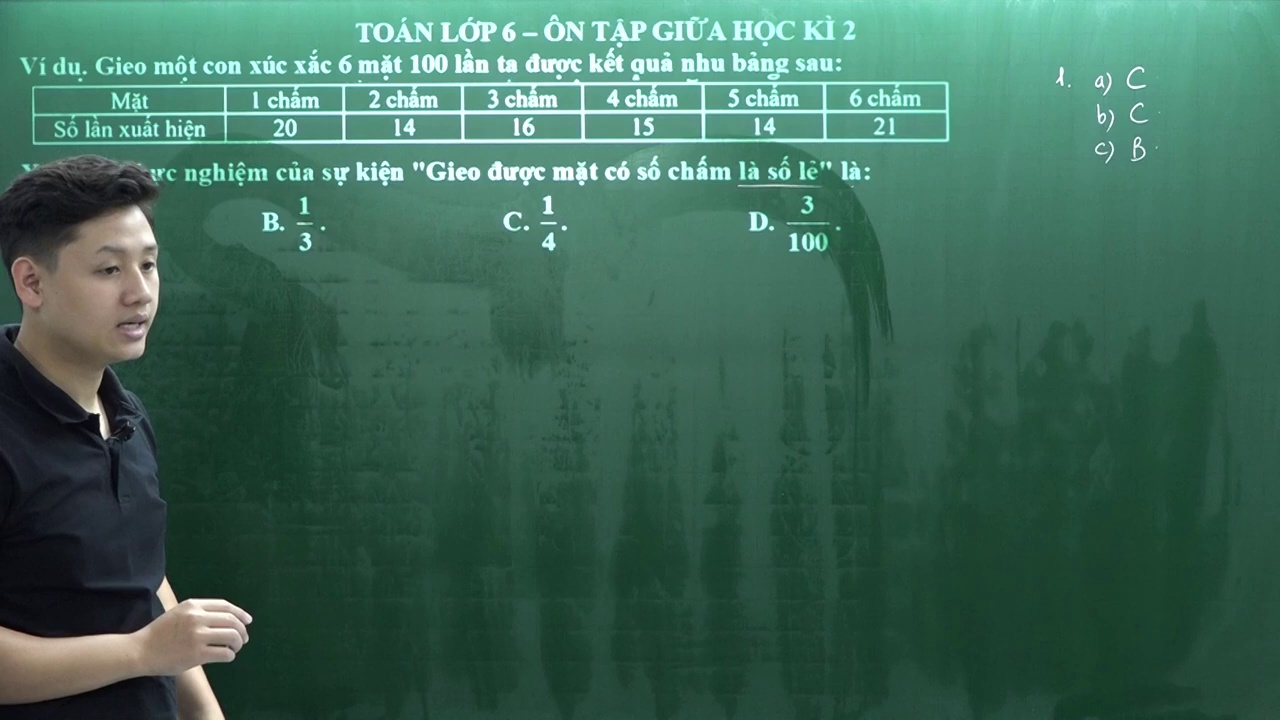 TOÁN LỚP 6 – ÔN TẬP GIỮA HỌC KÌ 2
Ví dụ. Gieo một con xúc xắc 6 mặt 100 lần ta được kết quả như bảng sau:
Mặt 1 chấm 2 chấm 3 chấm 4 chấm 5 chấm 6 chấm
Số lần xuất hiện 20 14 16 15 14 21
nghiệm của sự kiện "Gieo được mặt có số chấm là số lẻ" là:
B. 1/3. C. 1/4. D. 3/100.
1. a) C
b) C
c) B